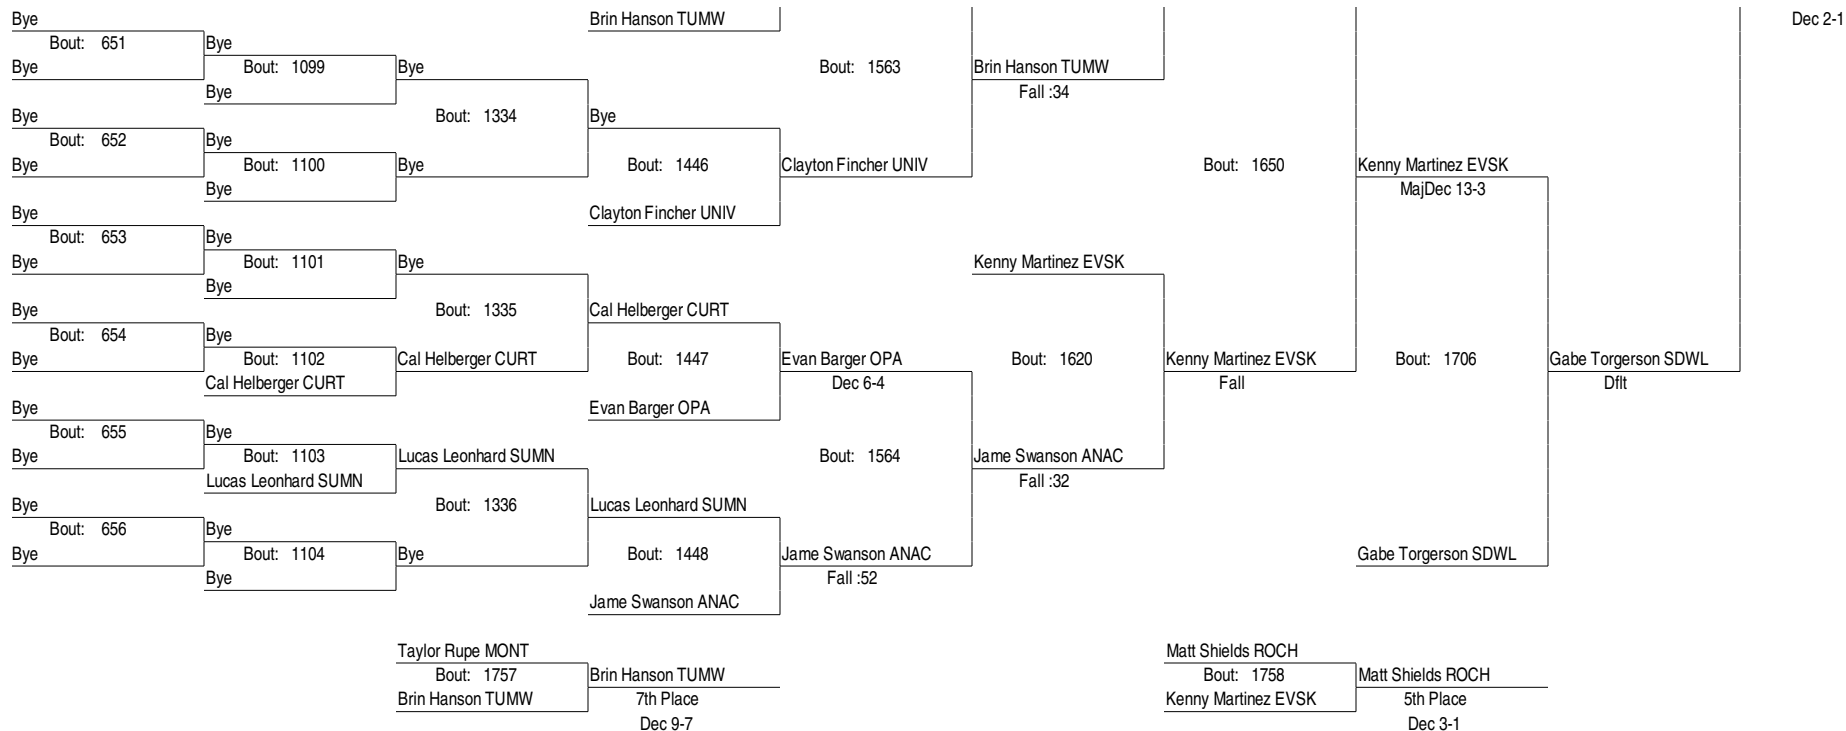 Bye Brin Hanson TUMW Dec 2-1
Bout: 651 Bye
Bye Bout: 1099 Bye Bout: 1563 Brin Hanson TUMW
Bye Fall :34
Bye Bout: 1334 Bye
Bout: 652 Bye
Bye Bout: 1100 Bye Bout: 1446 Clayton Fincher UNIV Bout: 1650 Kenny Martinez EVSK
Bye MajDec 13-3
Bye Clayton Fincher UNIV
Bout: 653 Bye
Bye Bout: 1101 Bye Kenny Martinez EVSK
Bye
Bye Bout: 1335 Cal Helberger CURT
Bout: 654 Bye
Bye Bout: 1102 Cal Helberger CURT Bout: 1447 Evan Barger OPA Bout: 1620 Kenny Martinez EVSK Bout: 1706 Gabe Torgerson SDWL
Cal Helberger CURT Dec 6-4 Fall Dflt
Bye Evan Barger OPA
Bout: 655 Bye
Bye Bout: 1103 Lucas Leonhard SUMN Bout: 1564 Jame Swanson ANAC
Lucas Leonhard SUMN Fall :32
Bye Bout: 1336 Lucas Leonhard SUMN
Bout: 656 Bye
Bye Bout: 1104 Bye Bout: 1448 Jame Swanson ANAC Gabe Torgerson SDWL
Bye Fall :52
Jame Swanson ANAC
Taylor Rupe MONT Matt Shields ROCH
Bout: 1757 Brin Hanson TUMW Bout: 1758 Matt Shields ROCH
Brin Hanson TUMW 7th Place Kenny Martinez EVSK 5th Place
Dec 9-7 Dec 3-1